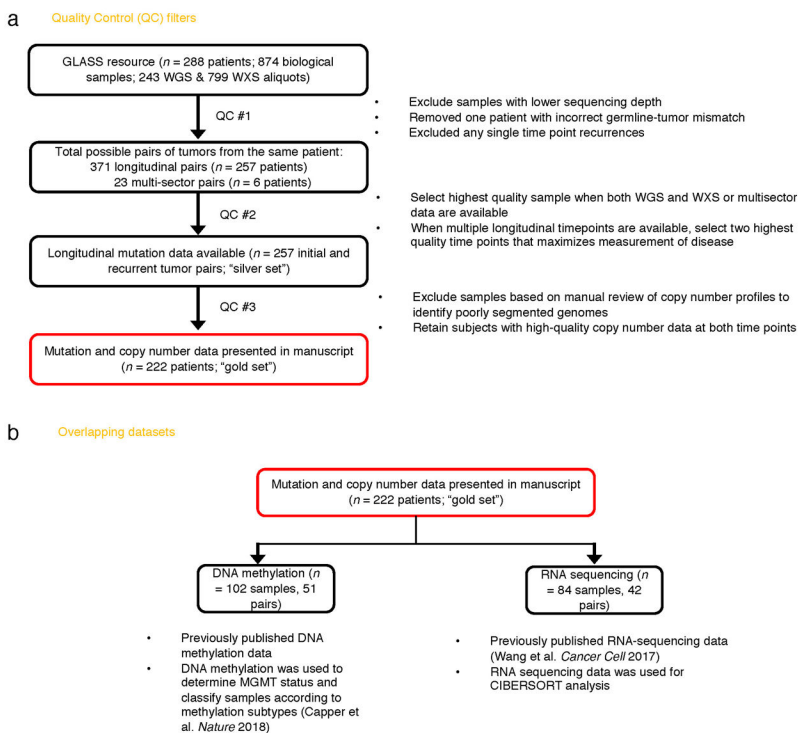 a
Quality Control (QC) filters
GLASS resource (n = 288 patients; 874 biological
samples; 243 WGS & 799 WXS aliquots)
QC #1
• Exclude samples with lower sequencing depth
• Removed one patient with incorrect germline-tumor mismatch
• Excluded any single time point recurrences
Total possible pairs of tumors from the same patient:
371 longitudinal pairs (n = 257 patients)
23 multi-sector pairs (n = 6 patients)
QC #2
• Select highest quality sample when both WGS and WXS or multisector
data are available
• When multiple longitudinal timepoints are available, select two highest
quality time points that maximizes measurement of disease
Longitudinal mutation data available (n = 257 initial and
recurrent tumor pairs; “silver set”)
QC #3
• Exclude samples based on manual review of copy number profiles to
identify poorly segmented genomes
• Retain subjects with high-quality copy number data at both time points
Mutation and copy number data presented in manuscript
(n = 222 patients; “gold set”)
b
Overlapping datasets
Mutation and copy number data presented in manuscript
(n = 222 patients; “gold set”)
DNA methylation (n
= 102 samples, 51
pairs)
• Previously published DNA
methylation data
• DNA methylation was used to
determine MGMT status and
classify samples according to
methylation subtypes (Capper et
al. Nature 2018)
RNA sequencing (n
= 84 samples, 42
pairs)
• Previously published RNA-sequencing data
(Wang et al. Cancer Cell 2017)
• RNA sequencing data was used for
CIBERSORT analysis